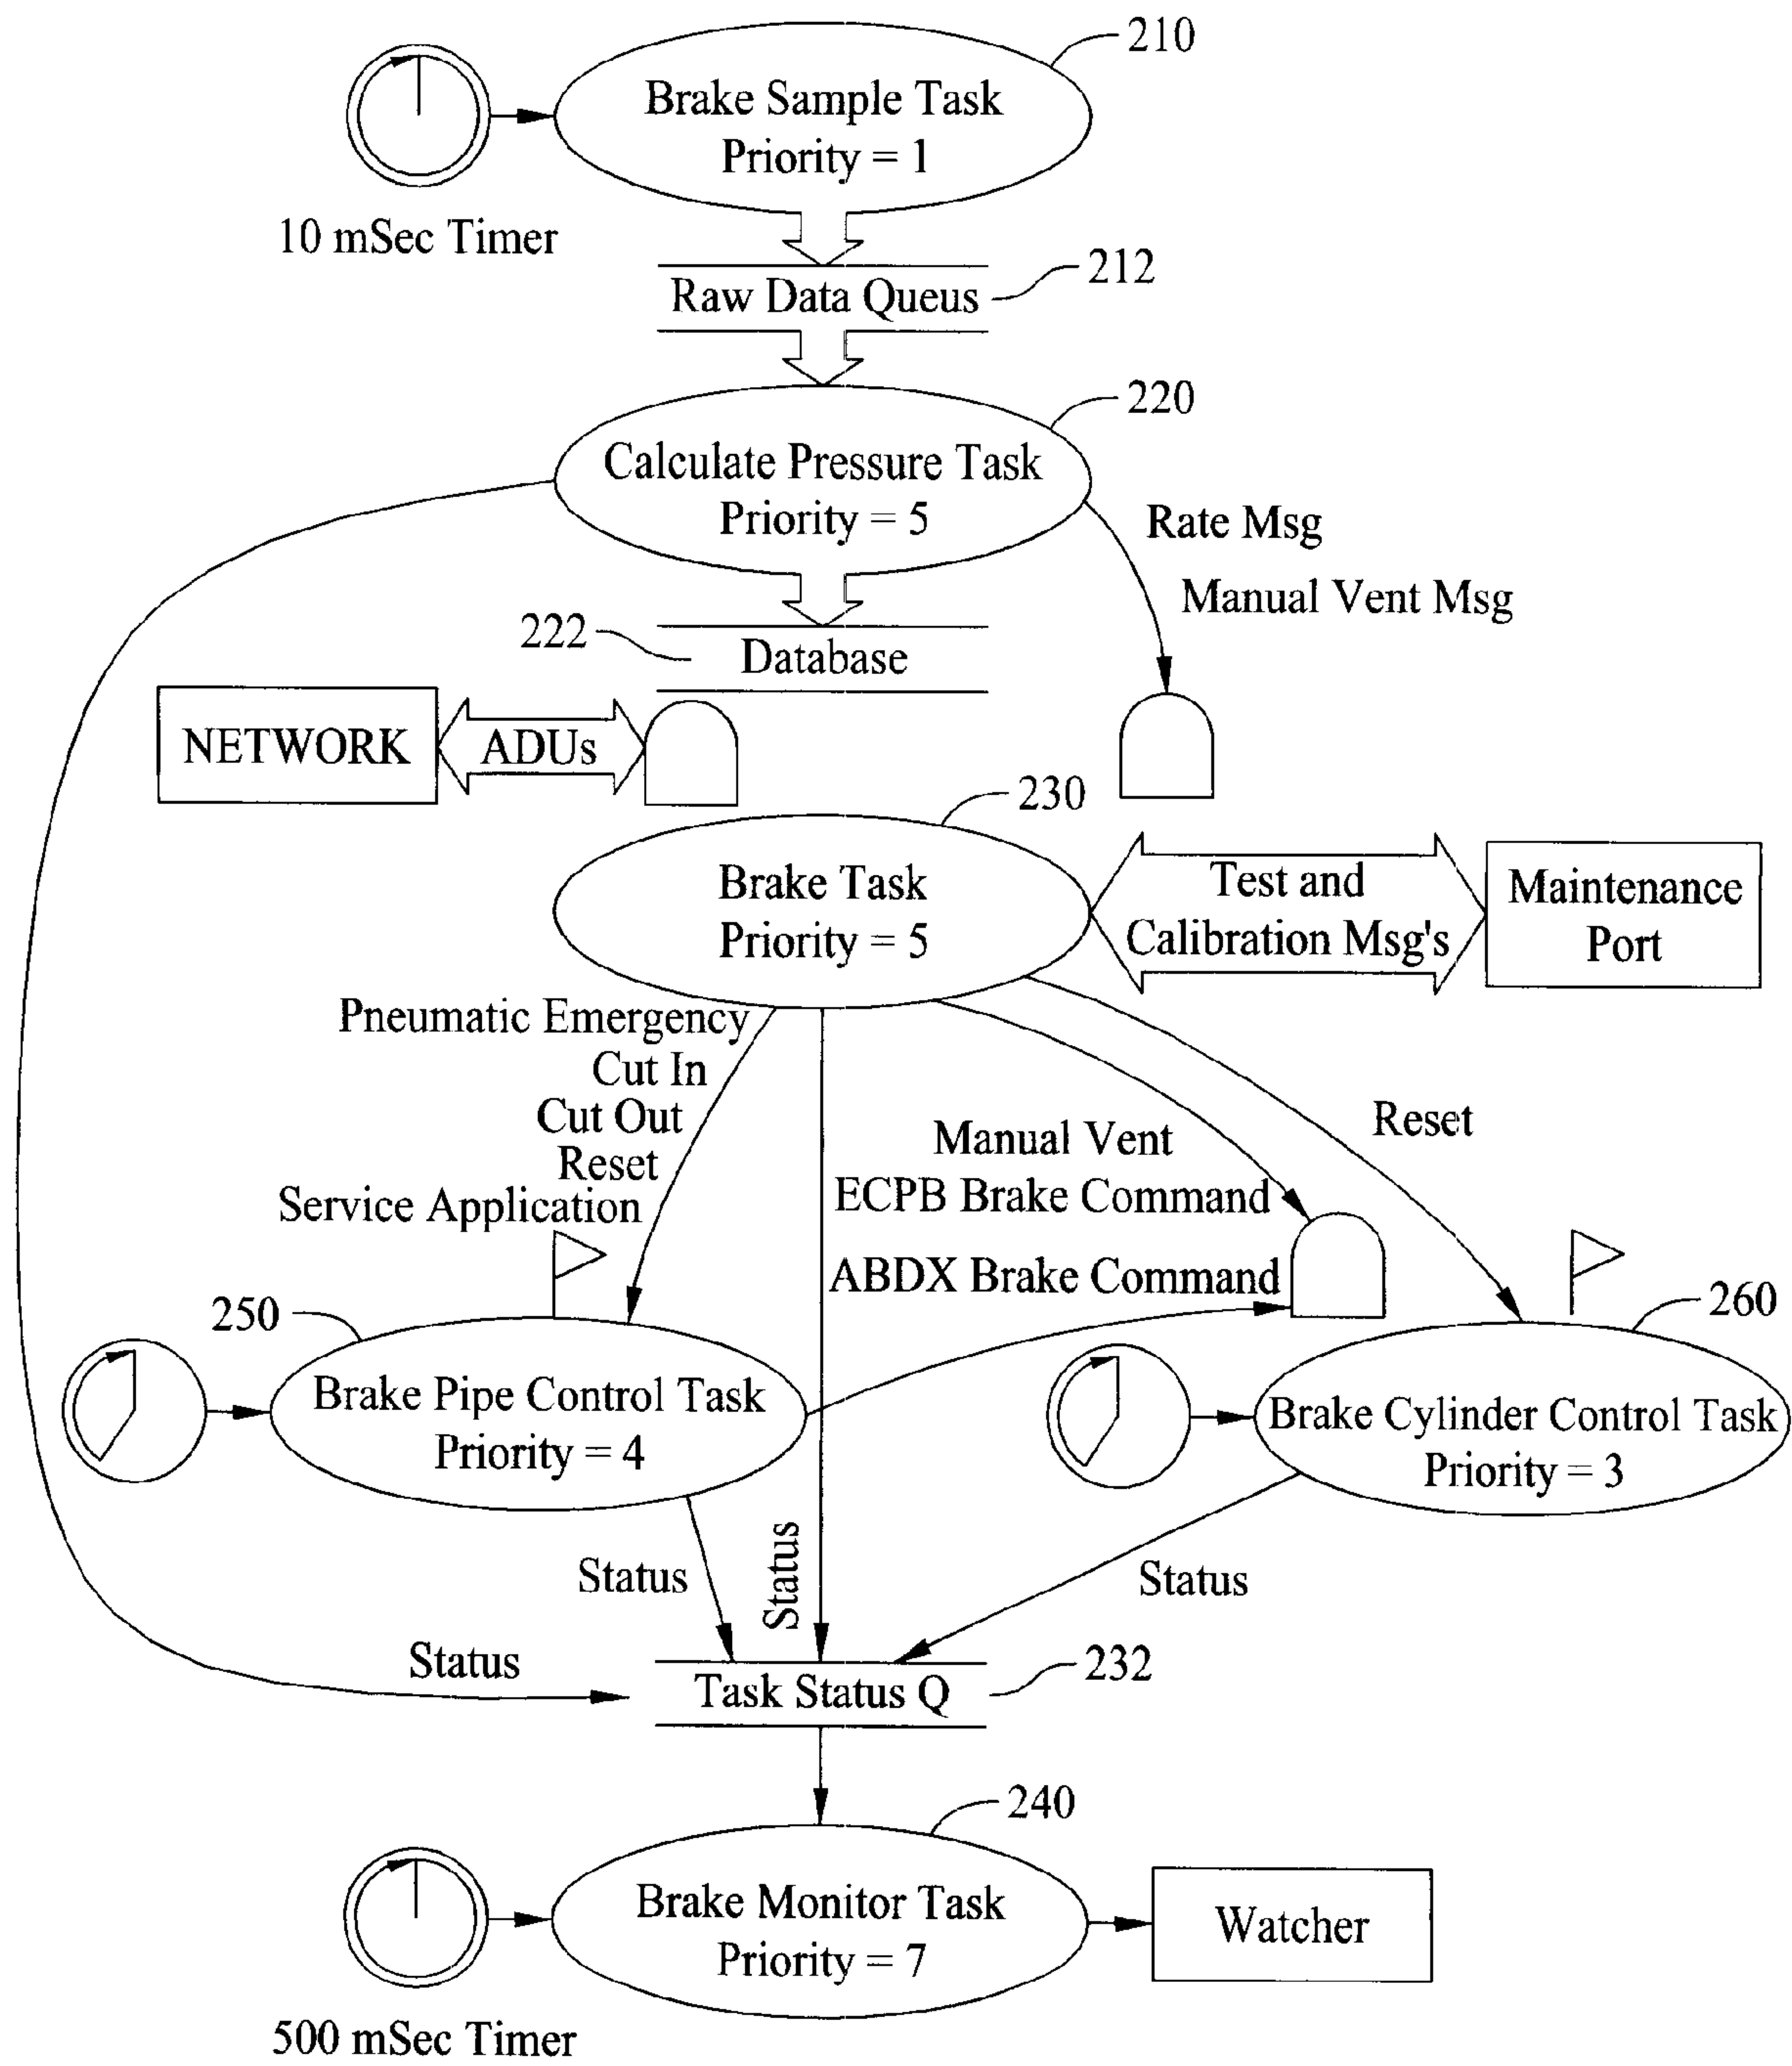 210
Brake Sample Task
Priority = 1
10 mSec Timer
212
Raw Data Queus
220
Calculate Pressure Task
Priority = 5
Rate Msg
Manual Vent Msg
222
Database
NETWORK
ADUs
230
Brake Task
Priority = 5
Test and
Calibration Msg's
Maintenance
Port
Pneumatic Emergency
Cut In
Cut Out
Reset
Service Application
Manual Vent
ECPB Brake Command
ABDX Brake Command
Reset
250
Brake Pipe Control Task
Priority = 4
260
Brake Cylinder Control Task
Priority = 3
Status
Status
Status
Status
Task Status Q
232
240
Brake Monitor Task
Priority = 7
Watcher
500 mSec Timer